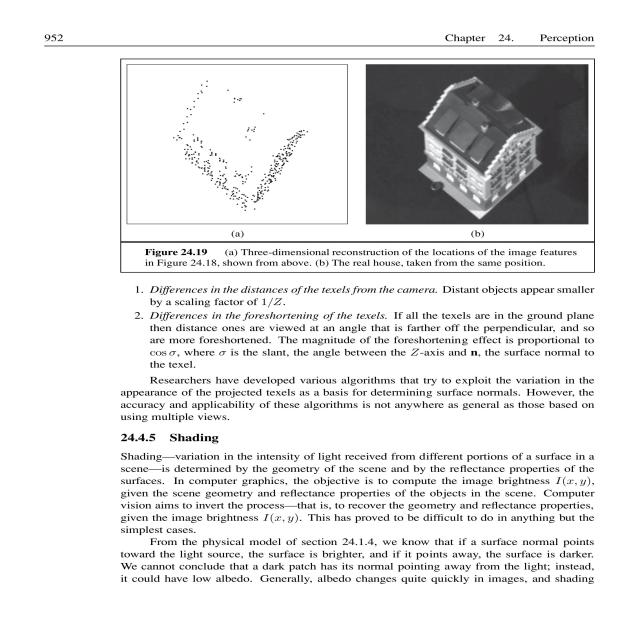 952 Chapter 24. Perception
(a) (b)
Figure 24.19 (a) Three-dimensional reconstruction of the locations of the image features
in Figure 24.18, shown from above. (b) The real house, taken from the same position.
1. Differences in the distances of the texels from the camera. Distant objects appear smaller
by a scaling factor of 1/Z.
2. Differences in the foreshortening of the texels. If all the texels are in the ground plane
then distance ones are viewed at an angle that is farther off the perpendicular, and so
are more foreshortened. The magnitude of the foreshortening effect is proportional to
cos σ, where σ is the slant, the angle between the Z-axis and n, the surface normal to
the texel.
Researchers have developed various algorithms that try to exploit the variation in the
appearance of the projected texels as a basis for determining surface normals. However, the
accuracy and applicability of these algorithms is not anywhere as general as those based on
using multiple views.
24.4.5 Shading
Shading—variation in the intensity of light received from different portions of a surface in a
scene—is determined by the geometry of the scene and by the reflectance properties of the
surfaces. In computer graphics, the objective is to compute the image brightness I(x, y),
given the scene geometry and reflectance properties of the objects in the scene. Computer
vision aims to invert the process—that is, to recover the geometry and reflectance properties,
given the image brightness I(x, y). This has proved to be difficult to do in anything but the
simplest cases.
From the physical model of section 24.1.4, we know that if a surface normal points
toward the light source, the surface is brighter, and if it points away, the surface is darker.
We cannot conclude that a dark patch has its normal pointing away from the light; instead,
it could have low albedo. Generally, albedo changes quite quickly in images, and shading